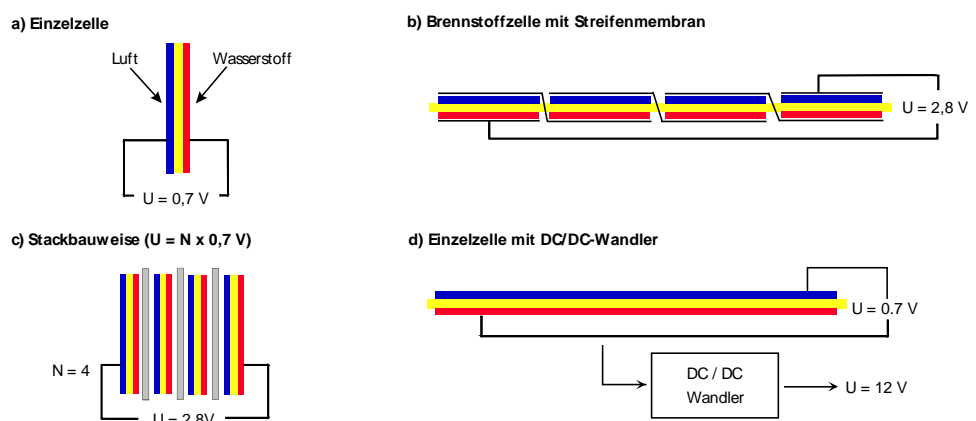 a) Einzelzelle
Luft
Wasserstoff
U = 0,7 V
b) Brennstoffzelle mit Streifenmembran
U = 2,8 V
c) Stackbauweise (U = N x 0,7 V)
N = 4
U = 2,8V
d) Einzelzelle mit DC/DC-Wandler
U = 0.7 V
DC / DC
Wandler
U = 12 V